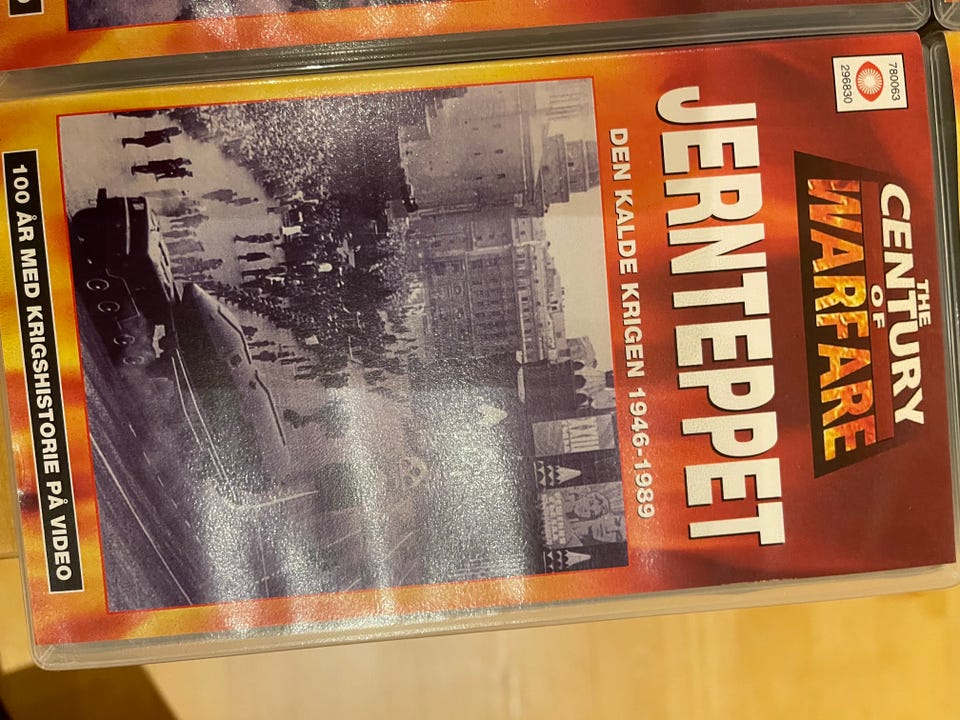 780063
296830
THE
CENTURY
OF
WARFARE
JERNTEPPET
DEN KALDE KRIGEN 1946-1989
100 ÅR MED KRIGSHISTORIE PÅ VIDEO